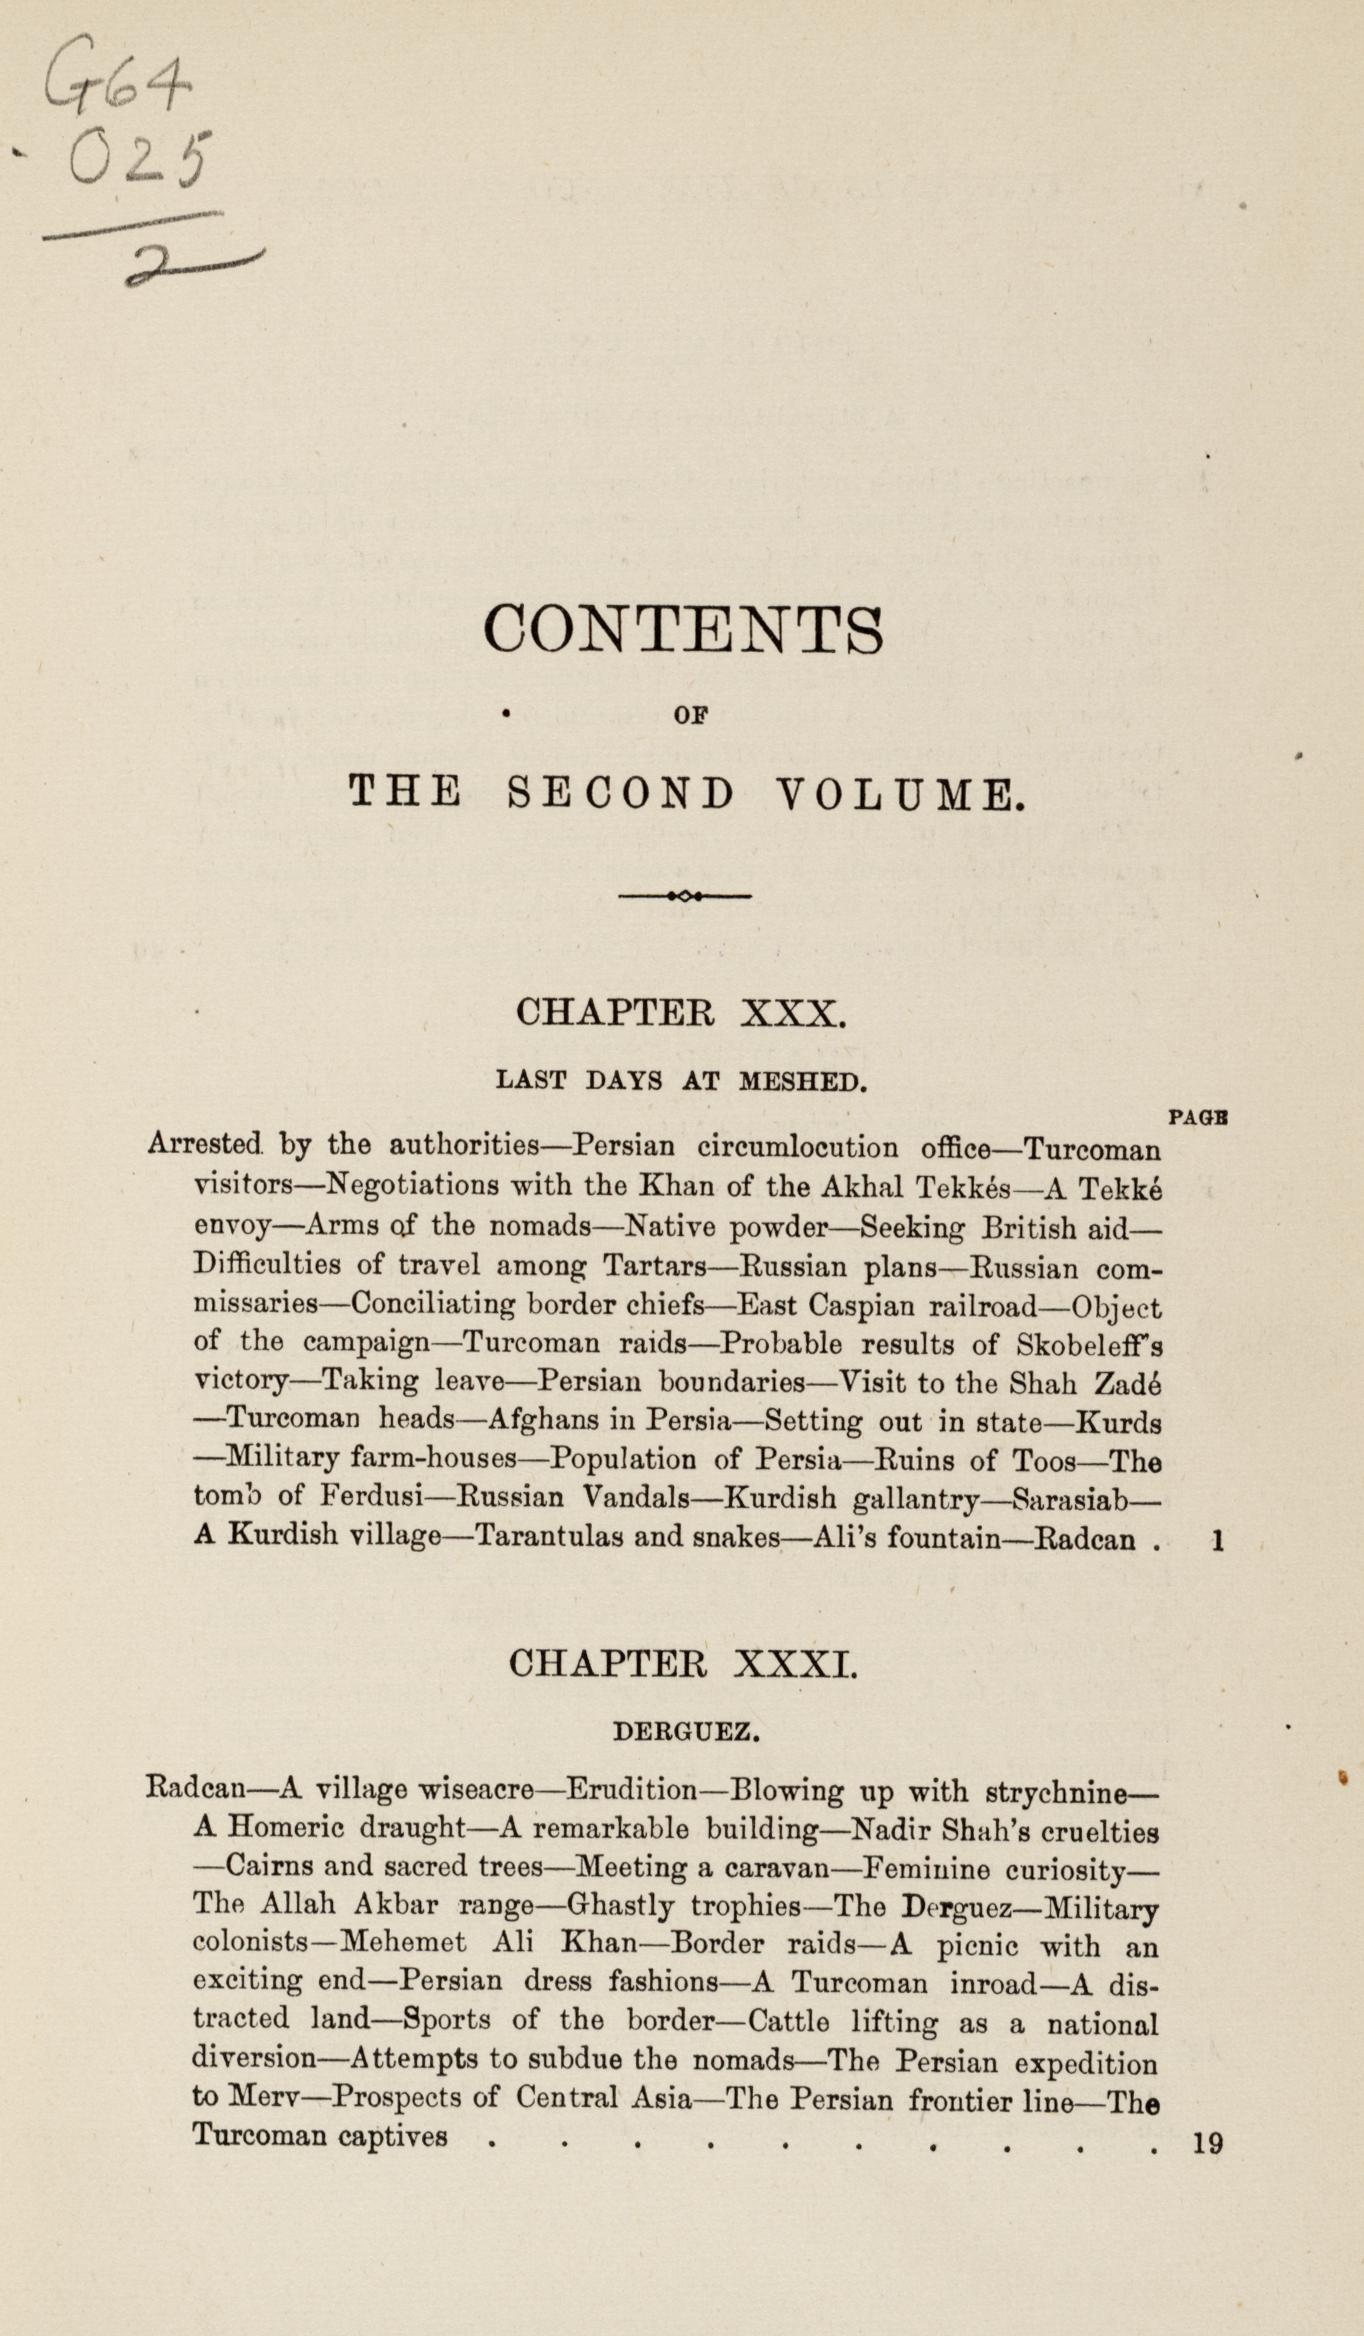 G64
025
2
CONTENTS
OF
THE SECOND VOLUME.
CHAPTER XXX.
LAST DAYS AT MESHED.
PAGE
Arrested by the authorities—Persian circumlocution office—Turcoman
visitors—Negotiations with the Khan of the Akhal Tekkés—A Tekké
envoy—Arms of the nomads—Native powder—Seeking British aid—
Difficulties of travel among Tartars—Russian plans—Russian com-
missaries—Conciliating border chiefs—East Caspian railroad—Object
of the campaign—Turcoman raids—Probable results of Skobeleff's
victory—Taking leave—Persian boundaries—Visit to the Shah Zadé
—Turcoman heads—Afghans in Persia—Setting out in state—Kurds
—Military farm-houses—Population of Persia—Ruins of Toos—The
tomb of Ferdusi—Russian Vandals—Kurdish gallantry—Sarasiab—
A Kurdish village—Tarantulas and snakes—Ali's fountain—Radcan . 1
CHAPTER XXXI.
DERGUEZ.
Radcan—A village wiseacre—Erudition—Blowing up with strychnine—
A Homeric draught—A remarkable building—Nadir Shah's cruelties
—Cairns and sacred trees—Meeting a caravan—Feminine curiosity—
The Allah Akbar range—Ghastly trophies—The Derguez—Military
colonists—Mehemet Ali Khan—Border raids—A picnic with an
exciting end—Persian dress fashions—A Turcoman inroad—A dis-
tracted land—Sports of the border—Cattle lifting as a national
diversion—Attempts to subdue the nomads—The Persian expedition
to Merv—Prospects of Central Asia—The Persian frontier line—The
Turcoman captives . . . . . . . . . . 19